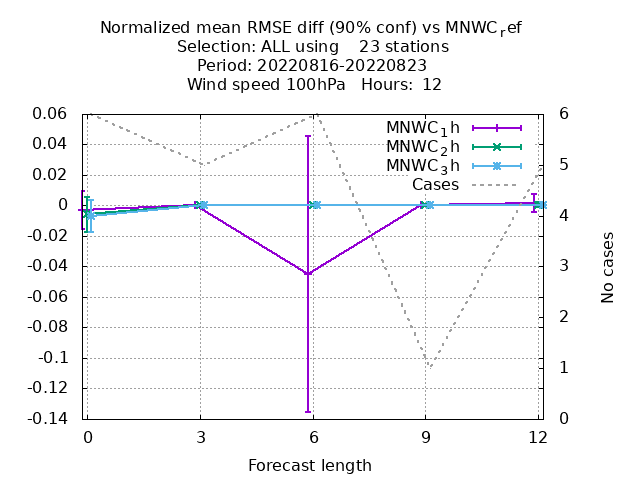 Normalized mean RMSE diff (90% conf) vs MNWC_ref
Selection: ALL using    23 stations
Period: 20220816-20220823
Wind speed 100hPa   Hours:  12
0.06
0.04
0.02
0
-0.02
-0.04
-0.06
-0.08
-0.1
-0.12
-0.14
MNWC_1h
MNWC_2h
MNWC_3h
Cases
6
5
4
3
2
1
0
No cases
0 3 6 9 12
Forecast length